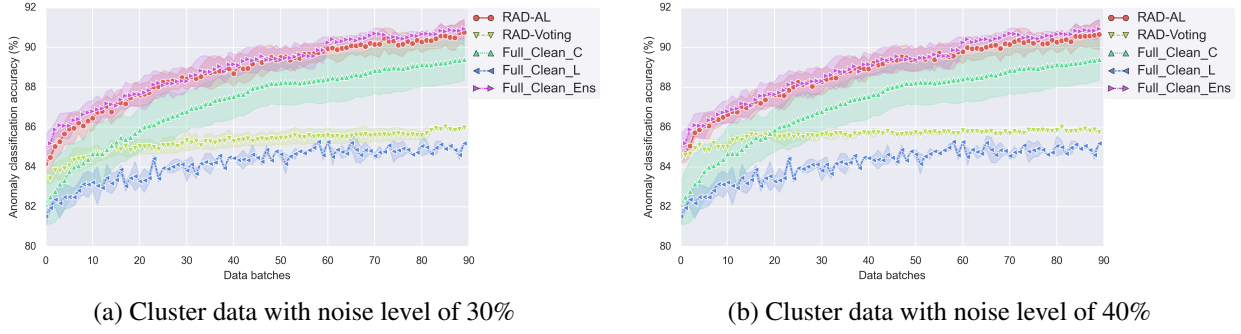 92
90
88
86
84
82
80
Anomaly classification accuracy (%)
0 10 20 30 40 50 60 70 80 90
Data batches
RAD-AL
RAD-Voting
Full_Clean_C
Full_Clean_L
Full_Clean_Ens
(a) Cluster data with noise level of 30%
92
90
88
86
84
82
80
Anomaly classification accuracy (%)
0 10 20 30 40 50 60 70 80 90
Data batches
RAD-AL
RAD-Voting
Full_Clean_C
Full_Clean_L
Full_Clean_Ens
(b) Cluster data with noise level of 40%